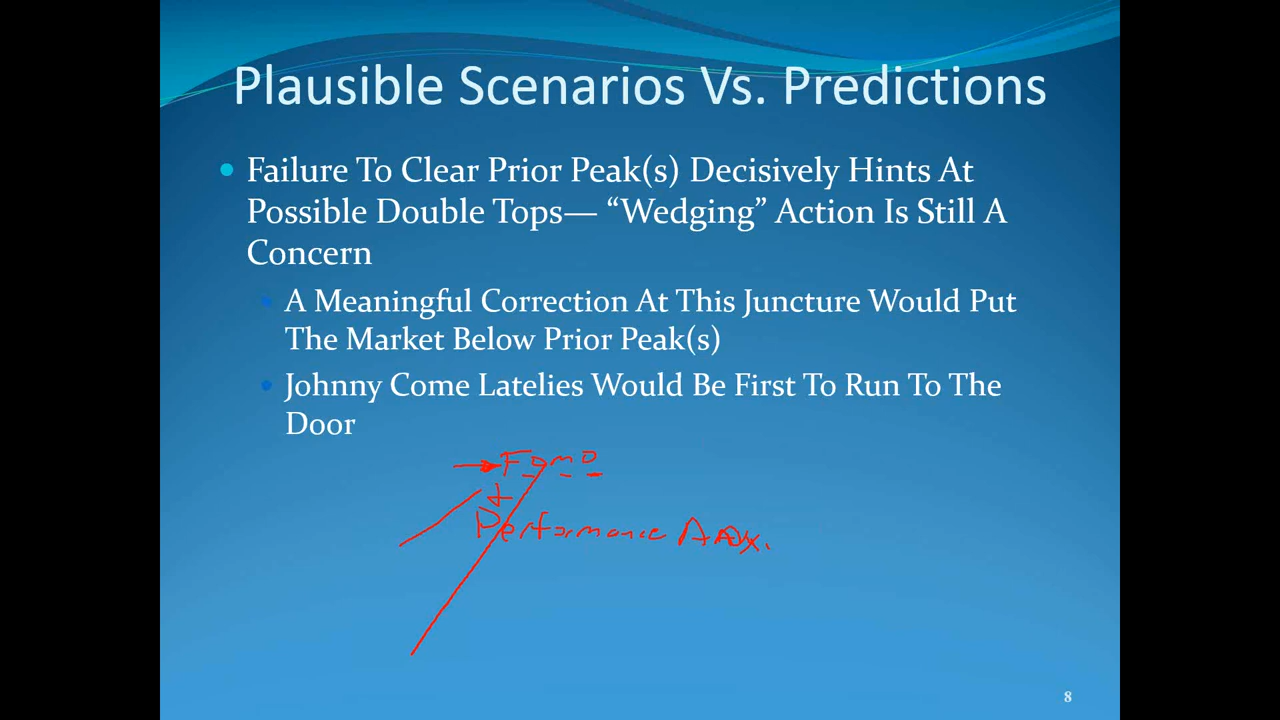 Plausible Scenarios Vs. Predictions
Failure To Clear Prior Peak(s) Decisively Hints At
Possible Double Tops— “Wedging” Action Is Still A
Concern
A Meaningful Correction At This Juncture Would Put
The Market Below Prior Peak(s)
Johnny Come Latelies Would Be First To Run To The
Door
Fomo
+
Performance
8